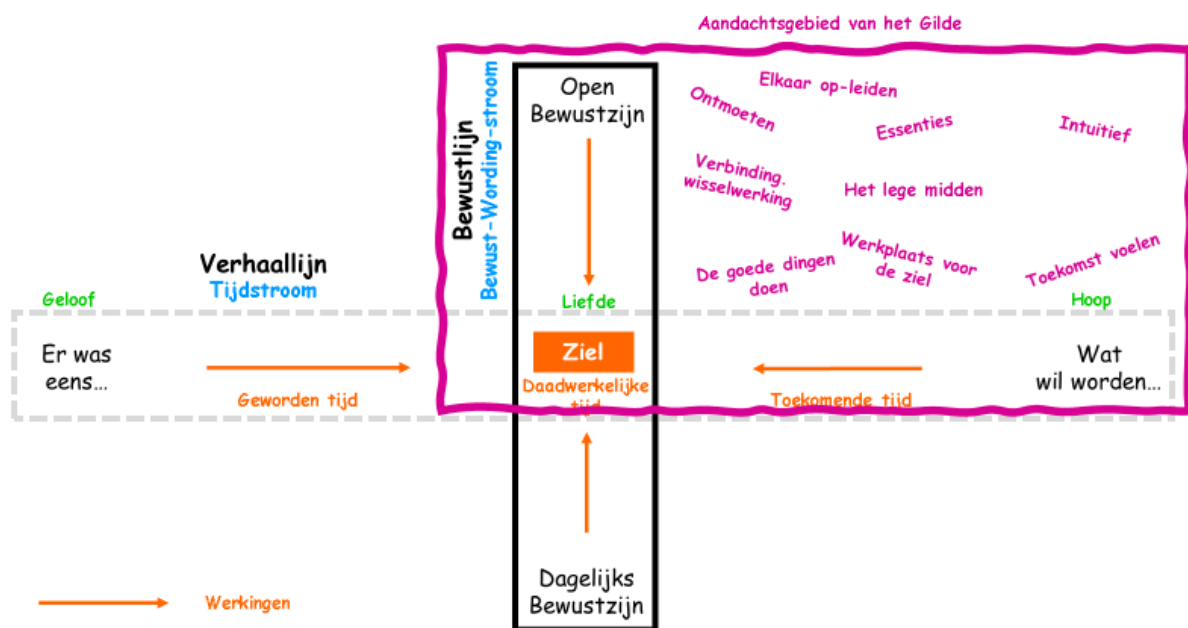 Aandachtsgebied van het Gilde
Open
Bewustzijn
Elkaar op-leiden
Ontmoeten
Essenties
Intuitief
Verbinding.
wisselwerking
Het lege midden
Bewustlijn
Bewust-Wording-stroom
De goede dingen
doen
Werkplaats voor
de ziel
Toekomst voelen
Verhaallijn
Tijdstroom
Geloof
Liefde
Hoop
Er was
eens...
Geworden tijd
Ziel
Daadwerkelijke
tijd
Toekomende tijd
Wat
wil worden...
Dagelijks
Bewustzijn
Werkingen